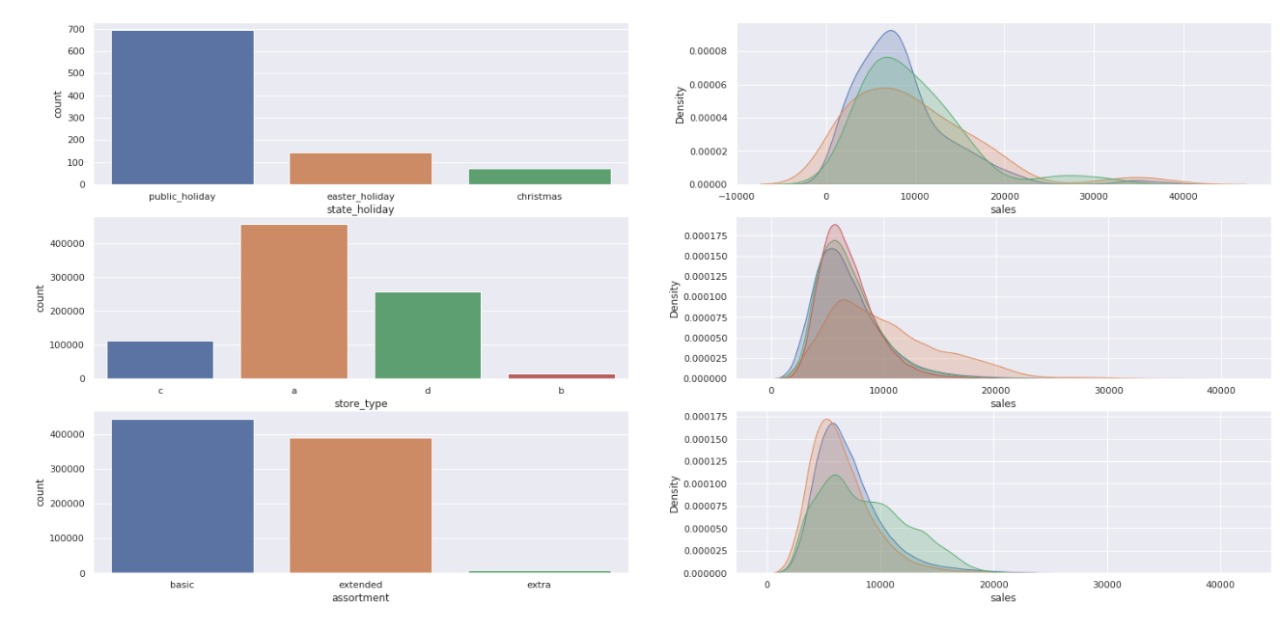 700
600
500
400
300
200
100
0
count
public_holiday easter_holiday christmas
state_holiday
0.00008
0.00006
0.00004
0.00002
0.00000
Density
−10000 0 10000 20000 30000 40000
sales
400000
300000
200000
100000
0
count
c a d b
store_type
0.000175
0.000150
0.000125
0.000100
0.000075
0.000050
0.000025
0.000000
Density
0 10000 20000 30000 40000
sales
400000
300000
200000
100000
0
count
basic extended extra
assortment
0.000175
0.000150
0.000125
0.000100
0.000075
0.000050
0.000025
0.000000
Density
0 10000 20000 30000 40000
sales